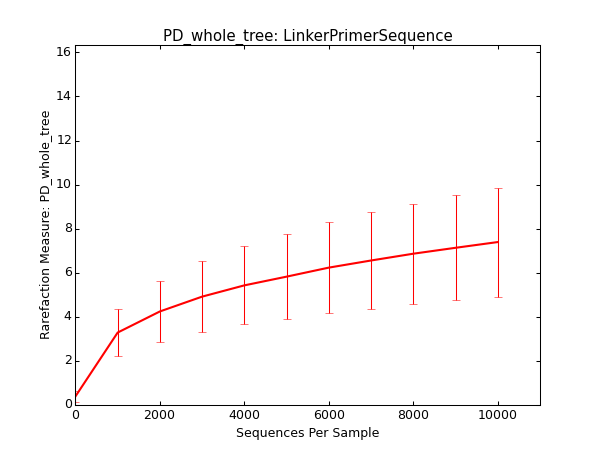 PD_whole_tree: LinkerPrimerSequence
16
14
12
10
8
6
4
2
0
Rarefaction Measure: PD_whole_tree
0 2000 4000 6000 8000 10000
Sequences Per Sample